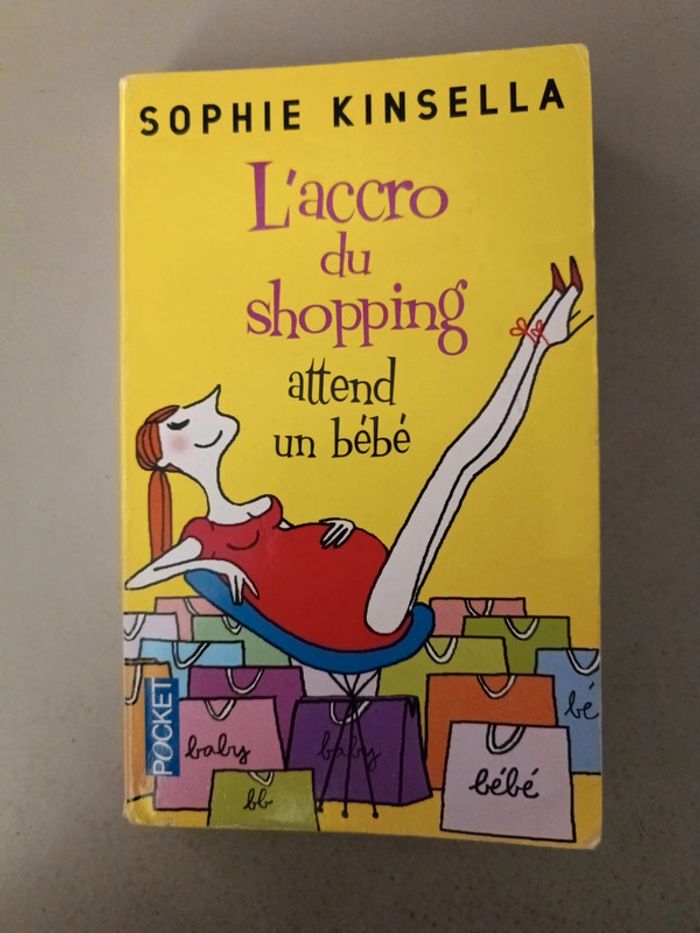 SOPHIE KINSELLA
L'accro
du
shopping
attend
un bébé
bé
baby
baby
bébé
bb
POCKET